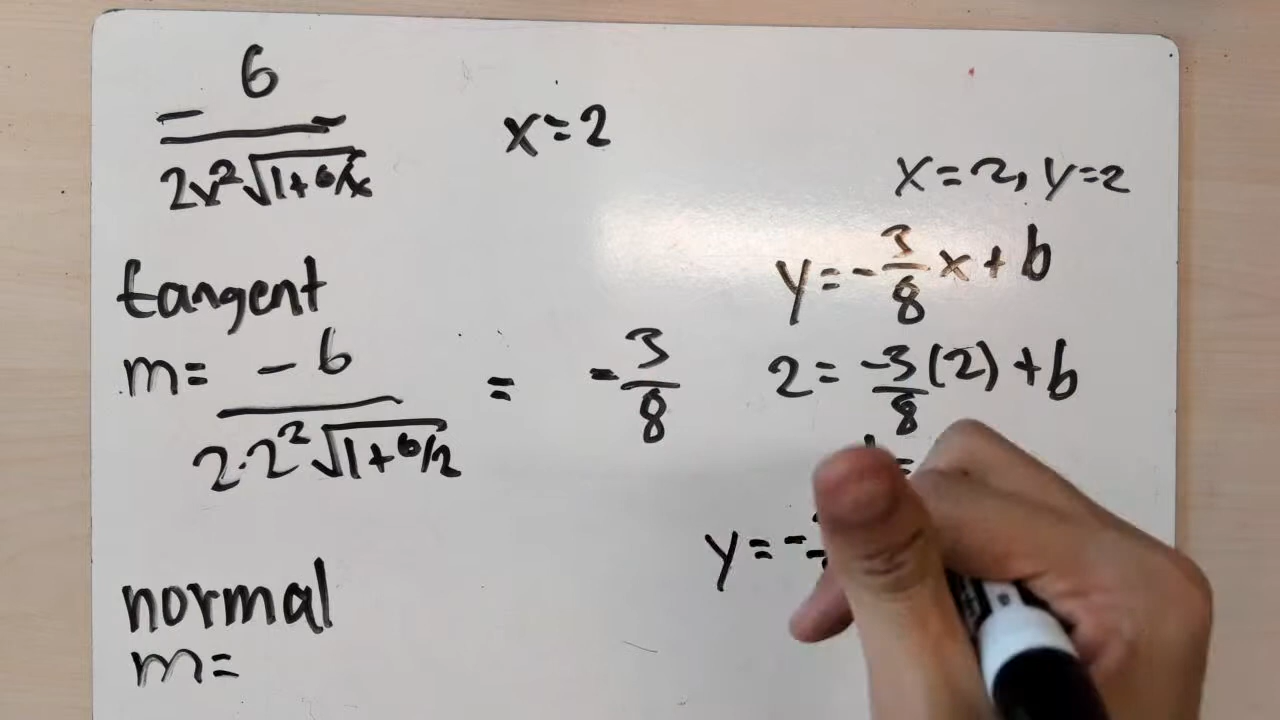 - 6
2x²√1+6/x
x=2
tangent
m= -6
2·2²√1+6/2
= -3/8
normal
m=
x=2, y=2
y=-3/8 x+b
2=-3/8(2)+b
=
y=-